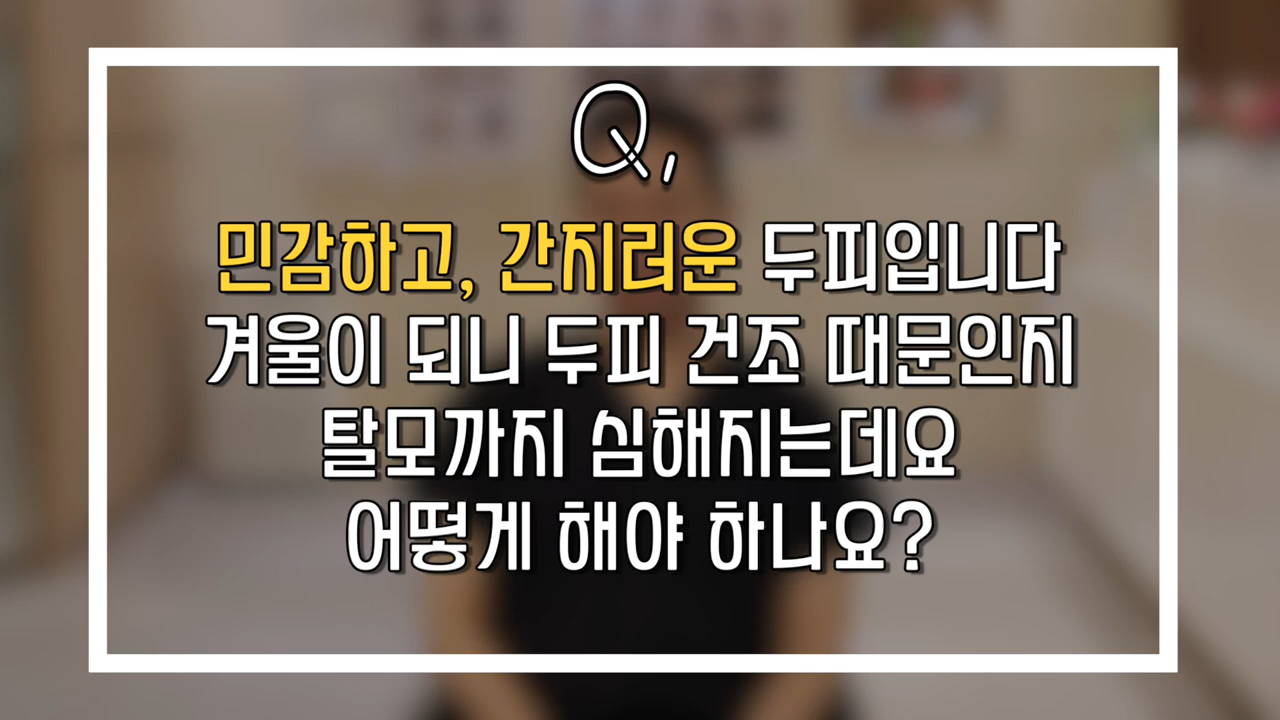 Q,
민감하고, 간지러운 두피입니다
겨울이 되니 두피 건조 때문인지
탈모까지 심해지는데요
어떻게 해야 하나요?